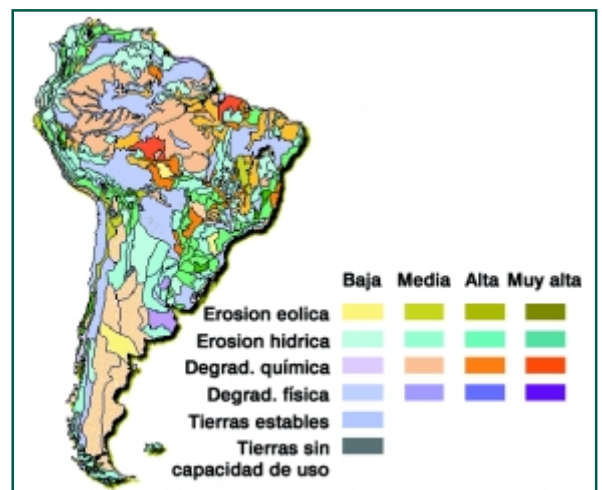 Baja Media Alta Muy alta
Erosion eolica
Erosion hidrica
Degrad. química
Degrad. física
Tierras estables
Tierras sin
capacidad de uso